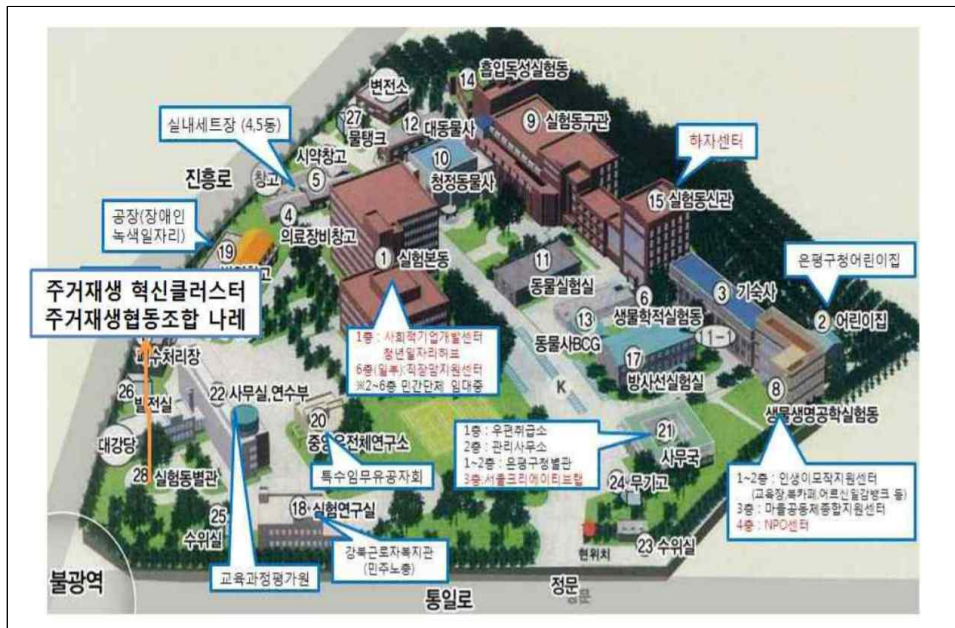 변전소
14 흡입독성실험동
27 물탱크
12 대동물사
9 실험동구관
실내세트장 (4,5동)
시약창고
10 청정동물사
하자센터
진흥로
창고
5
4 의료장비창고
15 실험동신관
공장(장애인
녹색일자리)
19
1 실험본동
11 동물실험실
은평구청어린이집
주거재생 혁신클러스터
주거재생협동조합 나레
3 기숙사
6 생물학적실험동
2 어린이집
1층 : 사회적기업개발센터
청년일자리허브
6층(일부):직장맘지원센터
※2~6층 민간단체 임대중
13 동물사BCG
11-1
17 방사선실험실
수처리장
26 발전실
22 사무실,연수부
K
8 생물생명공학실험동
대강당
20
1층 : 우편취급소
2층 : 관리사무소
1~2층 : 은평구청별관
3층:서울크리에이티브랩
21 사무국
특수임무유공자회
28 실험동별관
24 무기고
1~2층 : 인생이모작지원센터
(교육장,북카페,어르신일감뱅크 등)
3층 : 마을공동체종합지원센터
4층 : NPO센터
25 수위실
18 실험연구실
강북근로자복지관
(민주노총)
현위치
23 수위실
교육과정평가원
불광역
통일로
정문